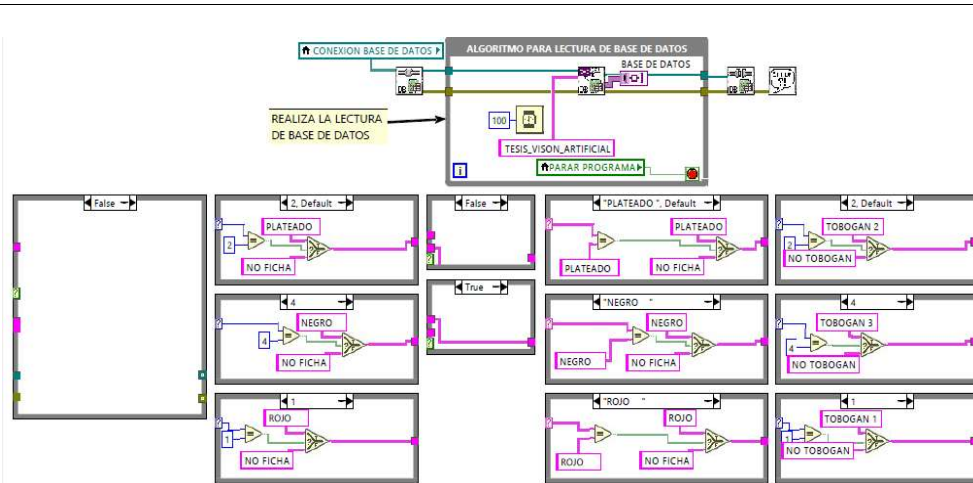 CONEXION BASE DE DATOS
ALGORITMO PARA LECTURA DE BASE DE DATOS
BASE DE DATOS
DB
DB
DB
REALIZA LA LECTURA
DE BASE DE DATOS
100
TESIS_VISON_ARTIFICIAL
PARAR PROGRAMA
i
False
2, Default
PLATEADO
2
NO FICHA
False
"PLATEADO ", Default
PLATEADO
PLATEADO
NO FICHA
2, Default
TOBOGAN 2
2
NO TOBOGAN
4
NEGRO
4
NO FICHA
True
"NEGRO "
NEGRO
NEGRO
NO FICHA
4
TOBOGAN 3
4
NO TOBOGAN
1
ROJO
1
NO FICHA
"ROJO "
ROJO
ROJO
NO FICHA
1
TOBOGAN 1
1
NO TOBOGAN